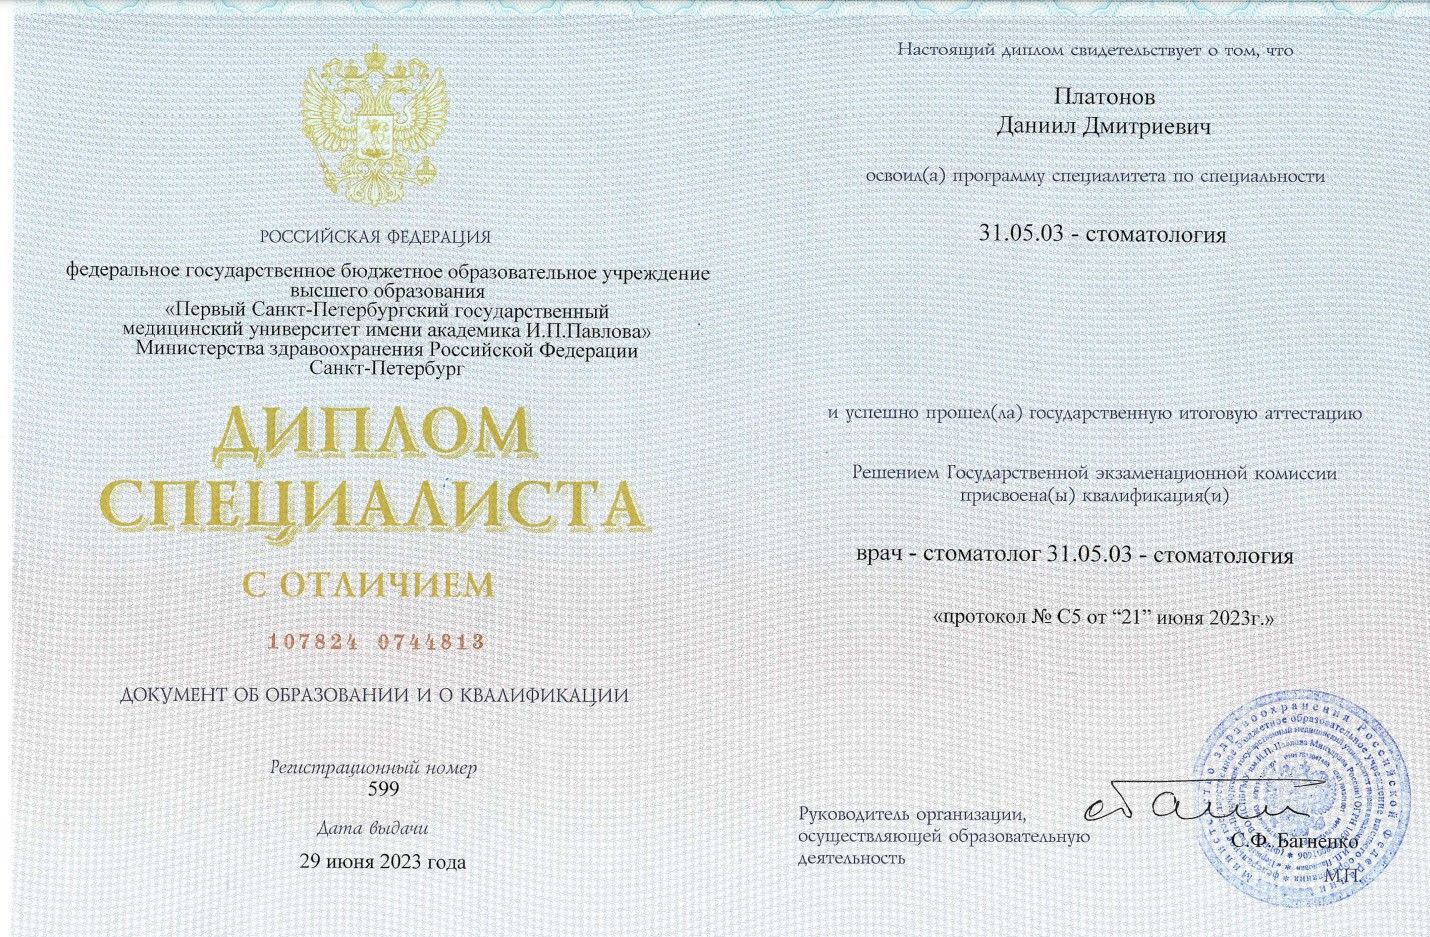 РОССИЙСКАЯ ФЕДЕРАЦИЯ
федеральное государственное бюджетное образовательное учреждение
высшего образования
«Первый Санкт-Петербургский государственный
медицинский университет имени академика И.П.Павлова»
Министерства здравоохранения Российской Федерации
Санкт-Петербург
ДИПЛОМ
СПЕЦИАЛИСТА
С ОТЛИЧИЕМ
107824 0744813
ДОКУМЕНТ ОБ ОБРАЗОВАНИИ И О КВАЛИФИКАЦИИ
Регистрационный номер
599
Дата выдачи
29 июня 2023 года
Настоящий диплом свидетельствует о том, что
Платонов
Даниил Дмитриевич
освоил(а) программу специалитета по специальности
31.05.03 - стоматология
и успешно прошел(ла) государственную итоговую аттестацию
Решением Государственной экзаменационной комиссии
присвоена(ы) квалификация(и)
врач - стоматолог 31.05.03 - стоматология
«протокол № С5 от “21” июня 2023г.»
Руководитель организации,
осуществляющей образовательную
деятельность
С.Ф. Багненко
М.П.